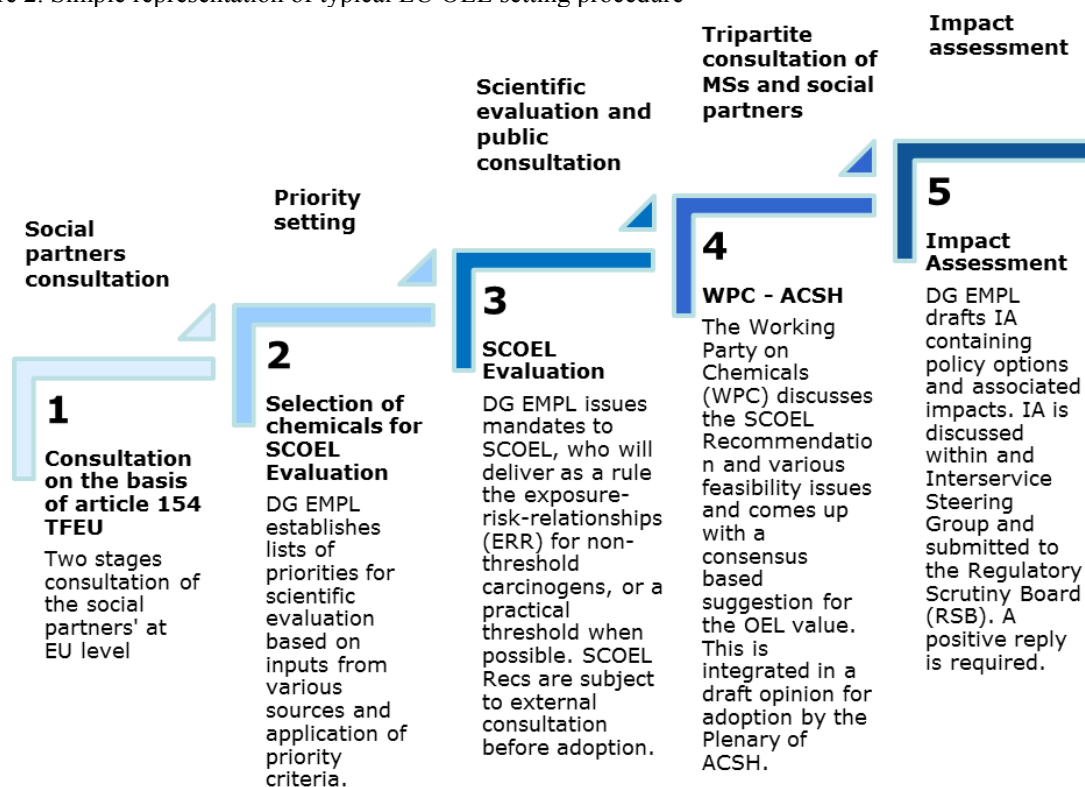 2. Simple representation of typical EU OEL setting procedure
Social
partners
consultation
1
Consultation
on the basis
of article 154
TFEU
Two stages
consultation of
the social
partners' at
EU level
Priority
setting
2
Selection of
chemicals for
SCOEL
Evaluation
DG EMPL
establishes
lists of
priorities for
scientific
evaluation
based on
inputs from
various
sources and
application of
priority
criteria.
Scientific
evaluation and
public
consultation
3
SCOEL
Evaluation
DG EMPL issues
mandates to
SCOEL, who will
deliver as a rule
the exposure-
risk-relationships
(ERR) for non-
threshold
carcinogens, or a
practical
threshold when
possible. SCOEL
Recs are subject
to external
consultation
before adoption.
Tripartite
consultation of
MSs and social
partners
4
WPC - ACSH
The Working
Party on
Chemicals
(WPC) discusses
the SCOEL
Recommendatio
n and various
feasibility issues
and comes up
with a
consensus
based
suggestion for
the OEL value.
This is
integrated in a
draft opinion for
adoption by the
Plenary of
ACSH.
Impact
assessment
5
Impact
Assessment
DG EMPL
drafts IA
containing
policy options
and associated
impacts. IA is
discussed
within and
Interservice
Steering
Group and
submitted to
the Regulatory
Scrutiny Board
(RSB). A
positive reply
is required.